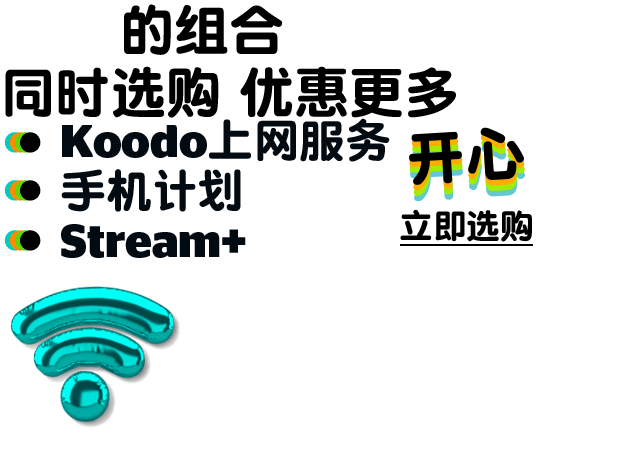 的组合
同时选购 优惠更多
Koodo上网服务
手机计划
Stream+
开心
立即选购